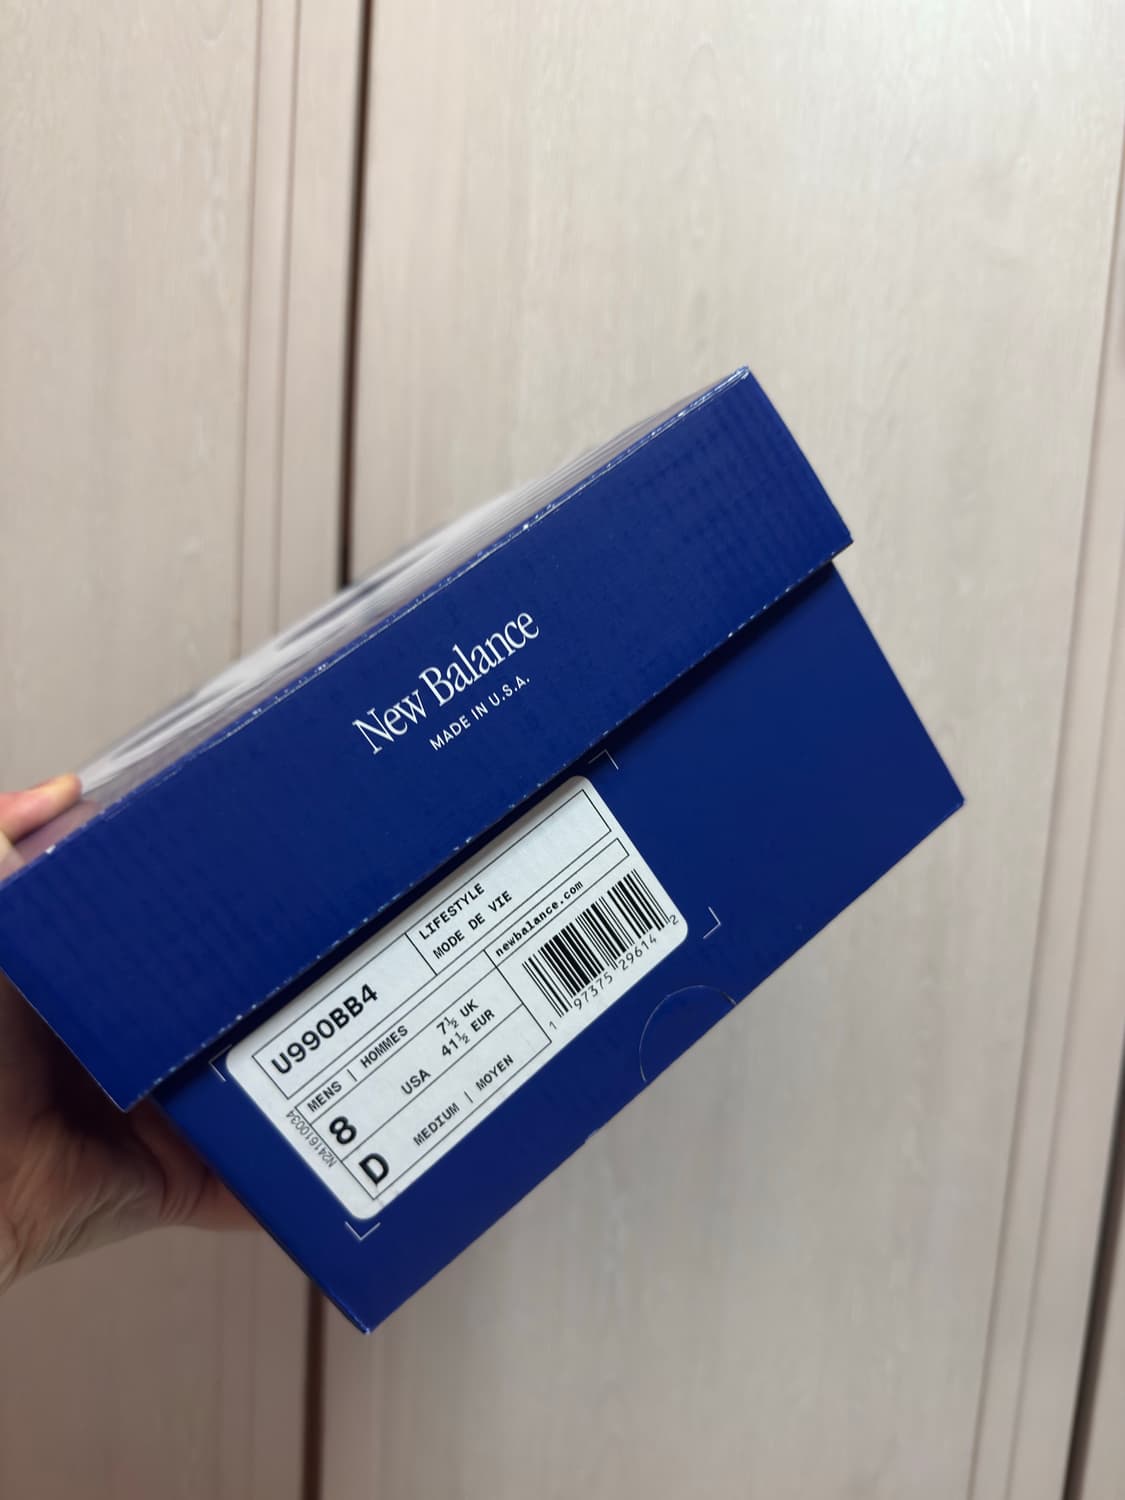 New Balance
MADE IN U.S.A.
U990BB4
LIFESTYLE
MODE DE VIE
MENS | HOMMES
7½ UK
41½ EUR
8
USA
D
MEDIUM | MOYEN
newbalance.com
1 97375 29614 2
N241610034